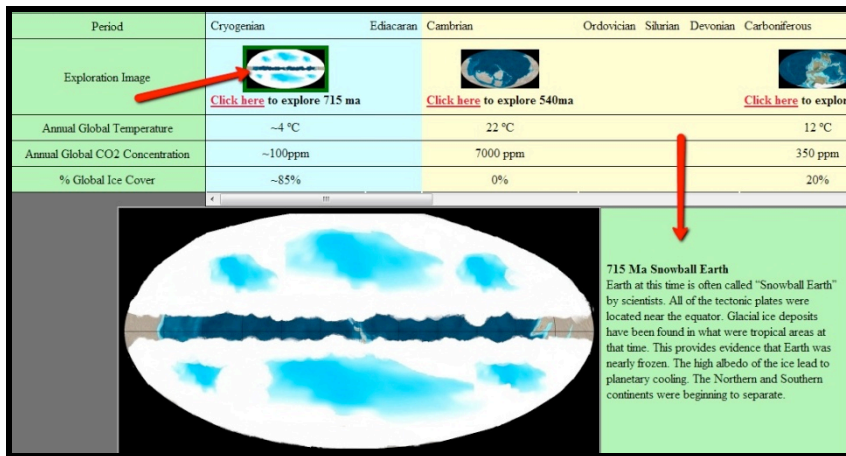 Period Cryogenian Ediacaran Cambrian Ordovician Silurian Devonian Carboniferous
Exploration Image
Click here to explore 715 ma Click here to explore 540ma Click here to explor
Annual Global Temperature ~4 °C 22 °C 12 °C
Annual Global CO2 Concentration ~100ppm 7000 ppm 350 ppm
% Global Ice Cover ~85% 0% 20%
715 Ma Snowball Earth
Earth at this time is often called "Snowball Earth"
by scientists. All of the tectonic plates were
located near the equator. Glacial ice deposits
have been found in what were tropical areas at
that time. This provides evidence that Earth was
nearly frozen. The high albedo of the ice lead to
planetary cooling. The Northern and Southern
continents were beginning to separate.